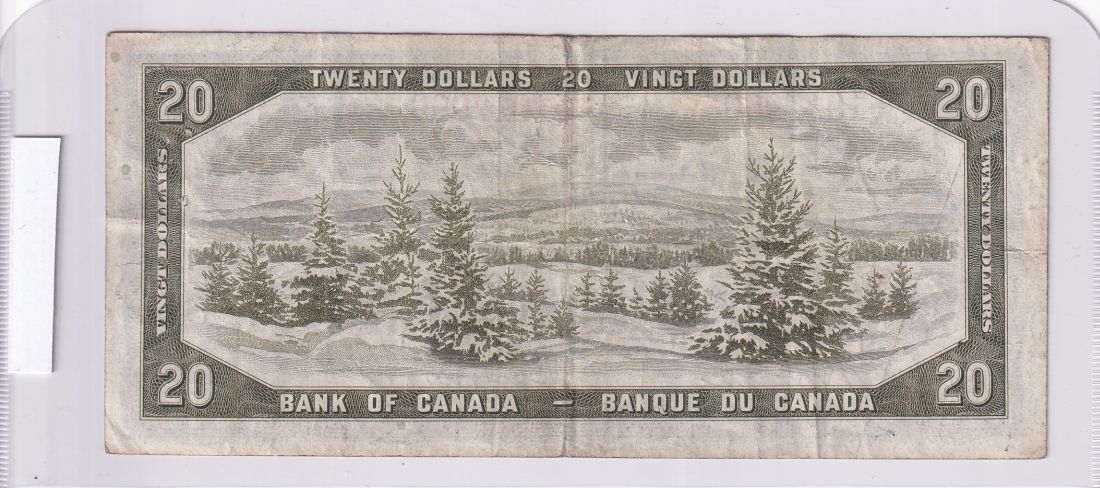 TWENTY DOLLARS 20 VINGT DOLLARS
20
20
VINGT DOLLARS
TWENTY DOLLARS
20
20
BANK OF CANADA – BANQUE DU CANADA